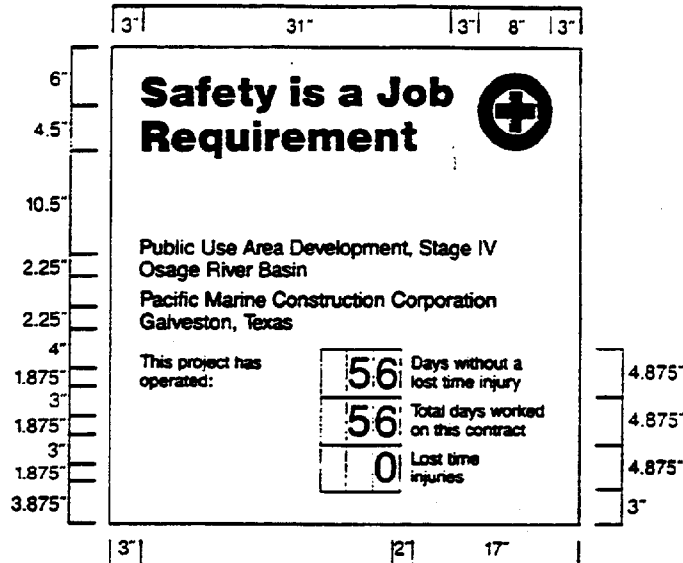 3" 31" 3" 8" 3"
6"
4.5"
10.5"
2.25"
2.25"
4"
1.875"
3"
1.875"
3"
1.875"
3.875"
Safety is a Job
Requirement
Public Use Area Development, Stage IV
Osage River Basin
Pacific Marine Construction Corporation
Galveston, Texas
This project has
operated:
56 Days without a
lost time injury
56 Total days worked
on this contract
0 Lost time
injuries
4.875"
4.875"
4.875"
3"
3" 2" 17"